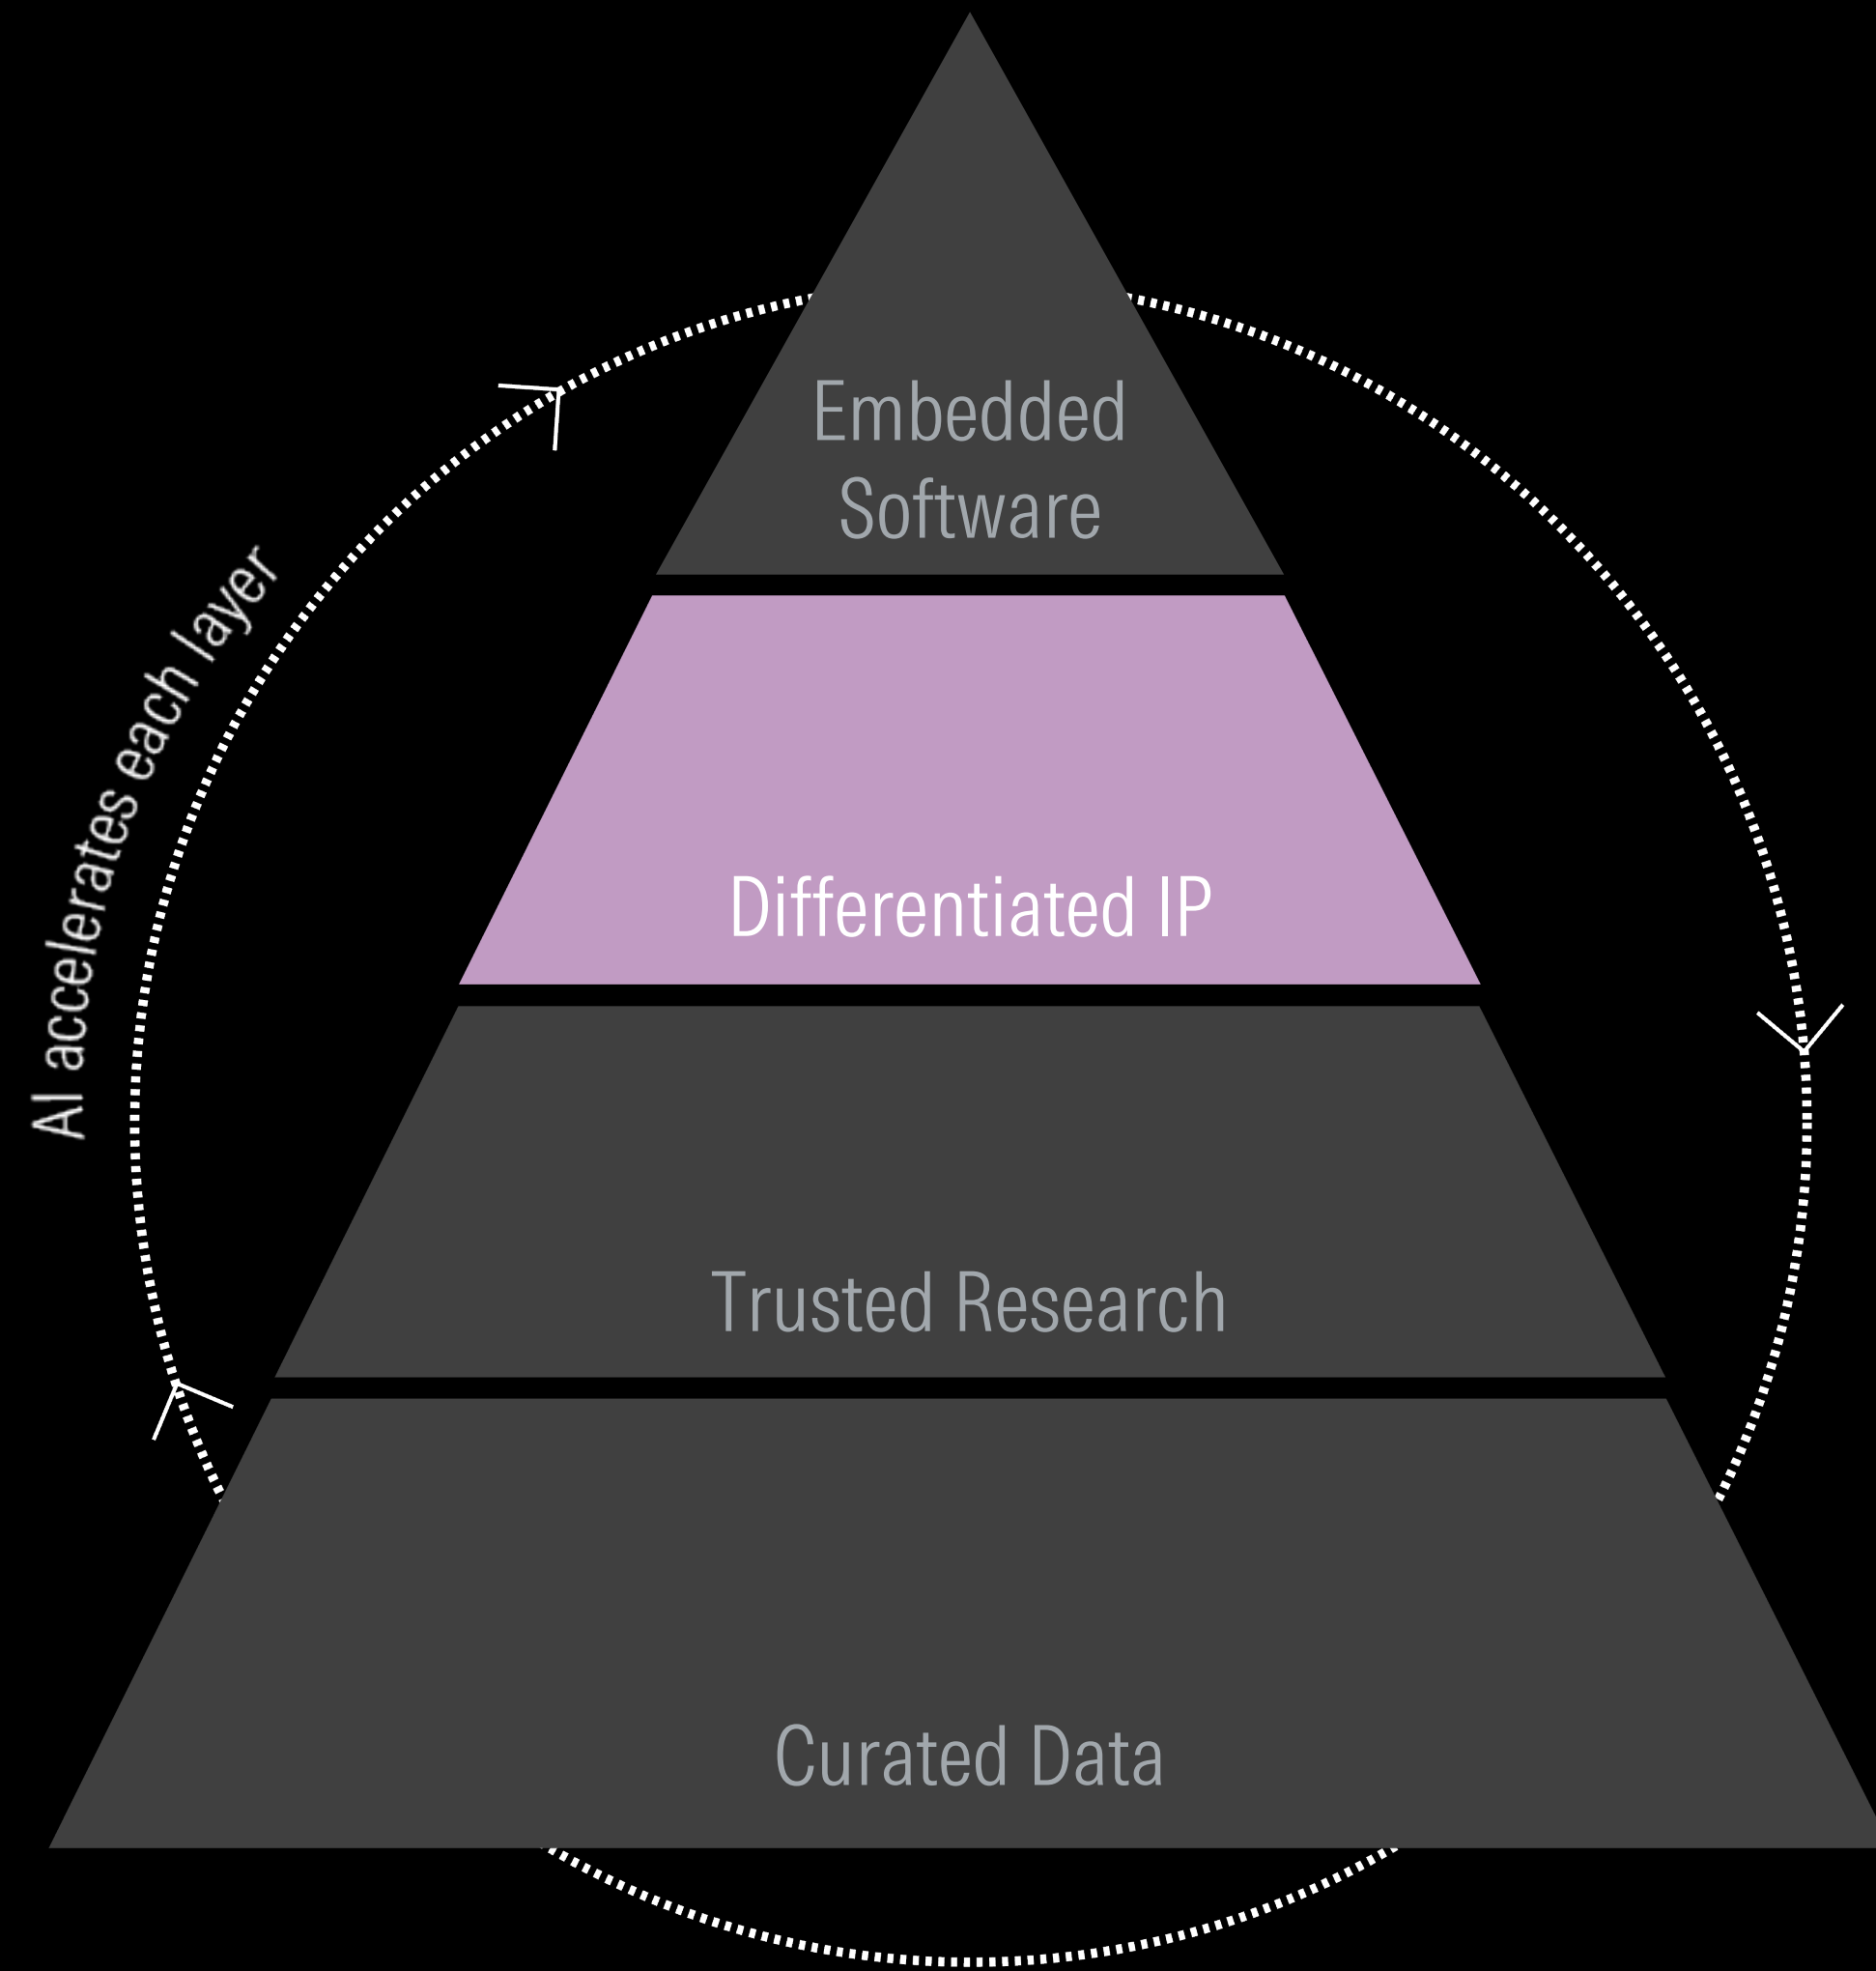 Embedded
Software
AI accelerates each layer
Differentiated IP
Trusted Research
Curated Data